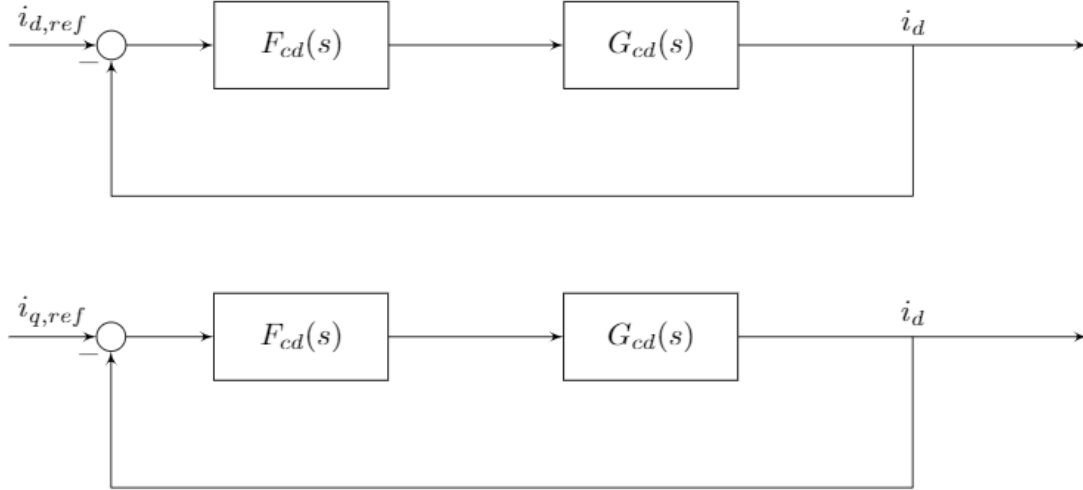 i_{d,ref} F_{cd}(s) G_{cd}(s) i_d
−
i_{q,ref} F_{cd}(s) G_{cd}(s) i_d
−